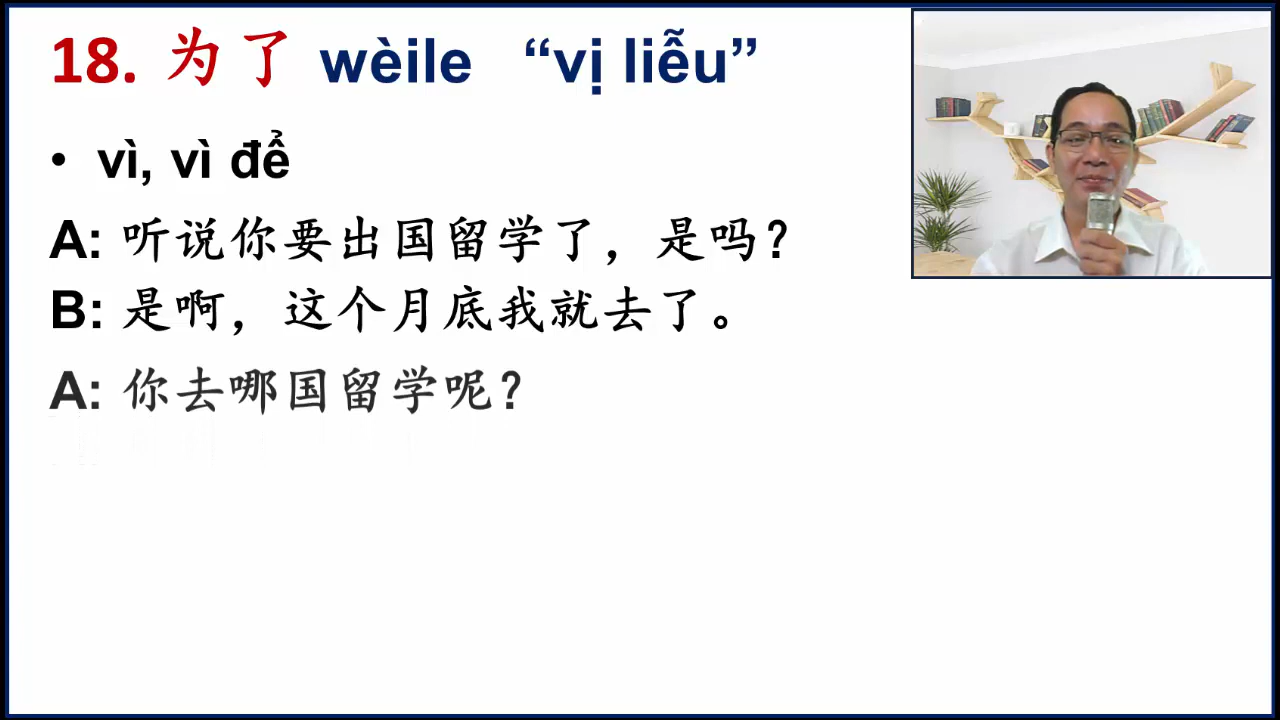 18. 为了 wèile “vị liễu”
• vì, vì để
A: 听说你要出国留学了，是吗？
B: 是啊，这个月底我就去了。
A: 你去哪国留学呢？